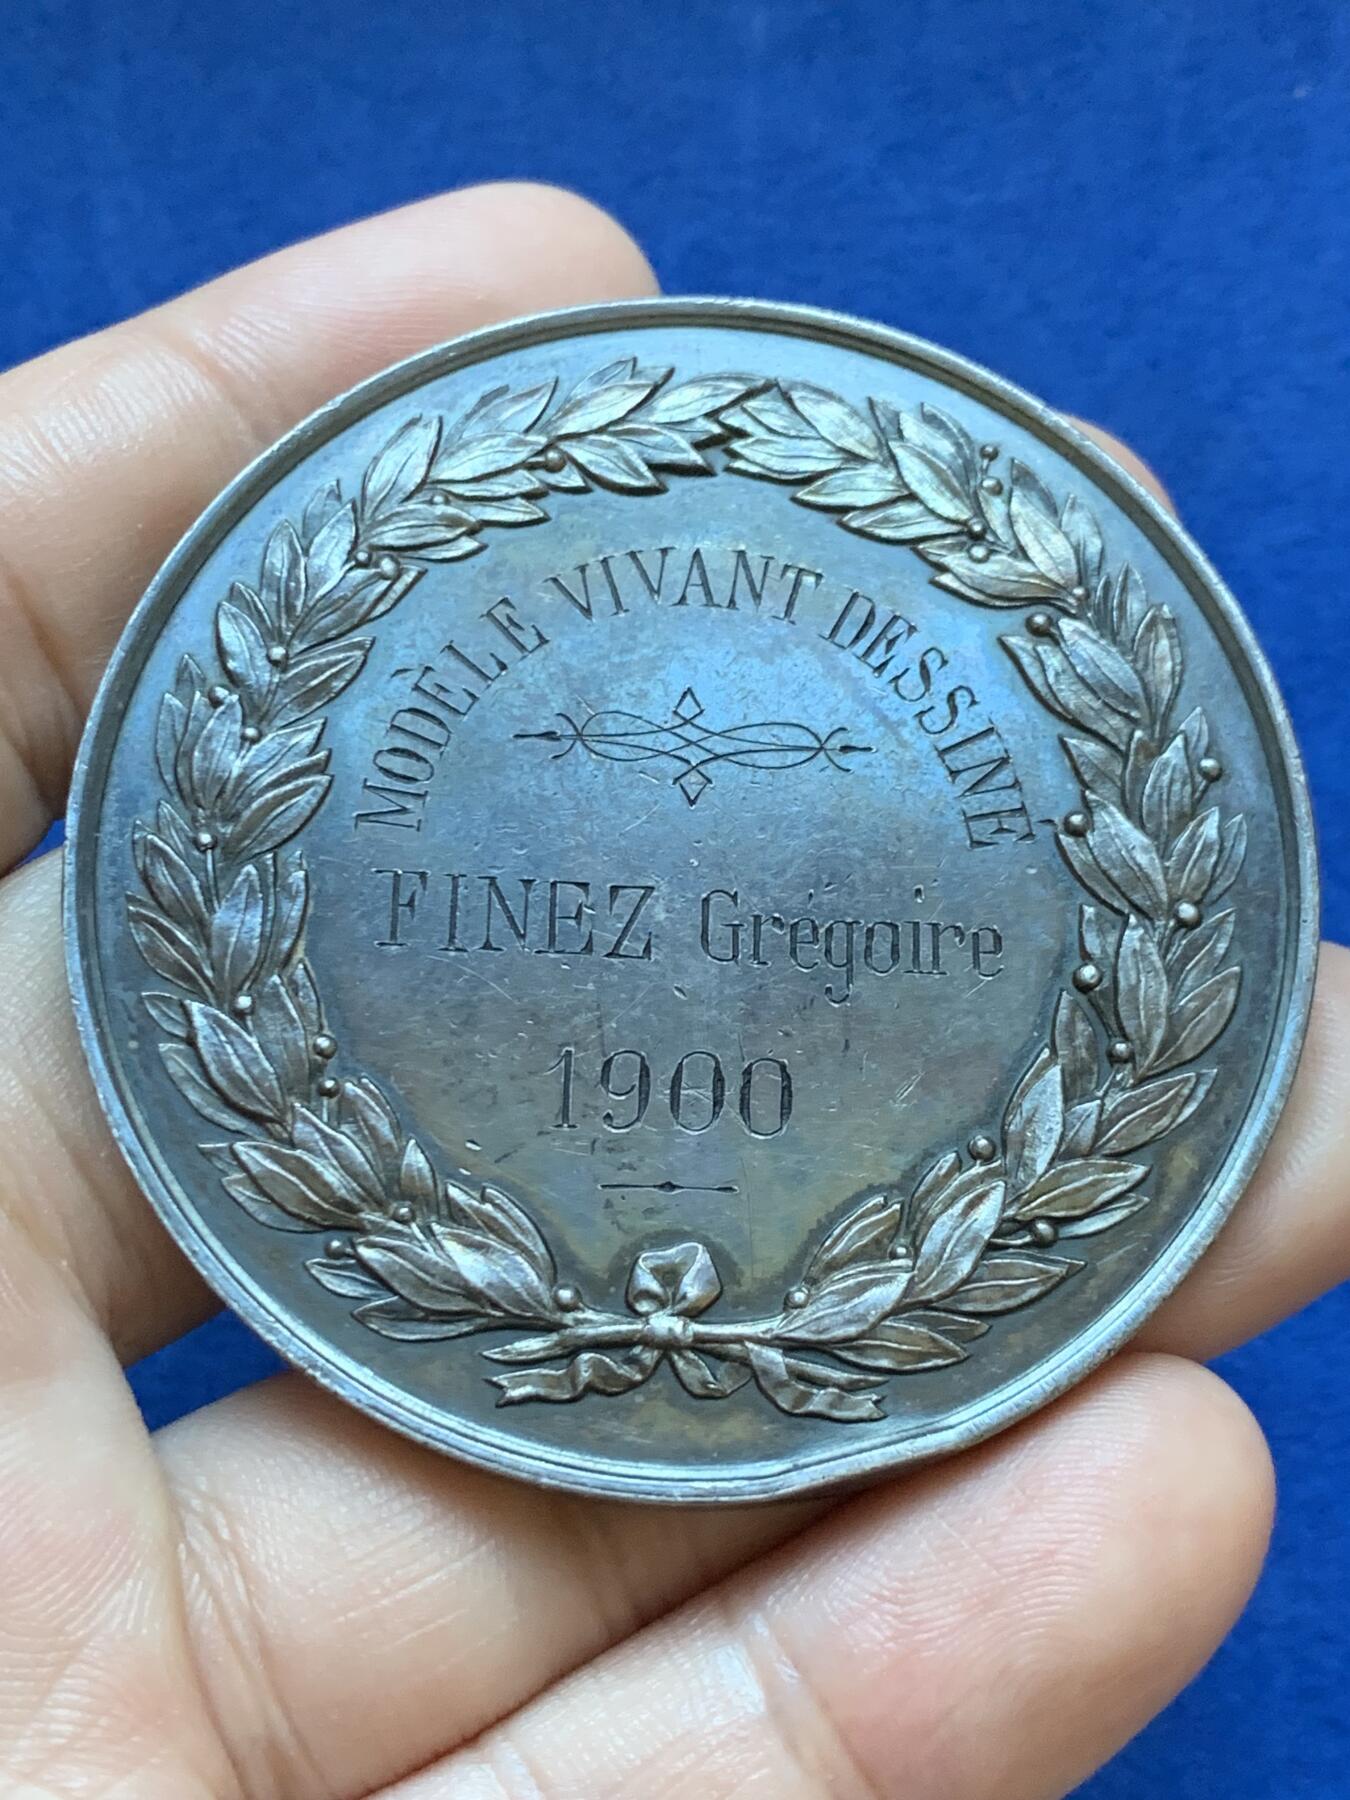 MODÈLE VIVANT DESSINÉ
FINEZ Grégoire
1900